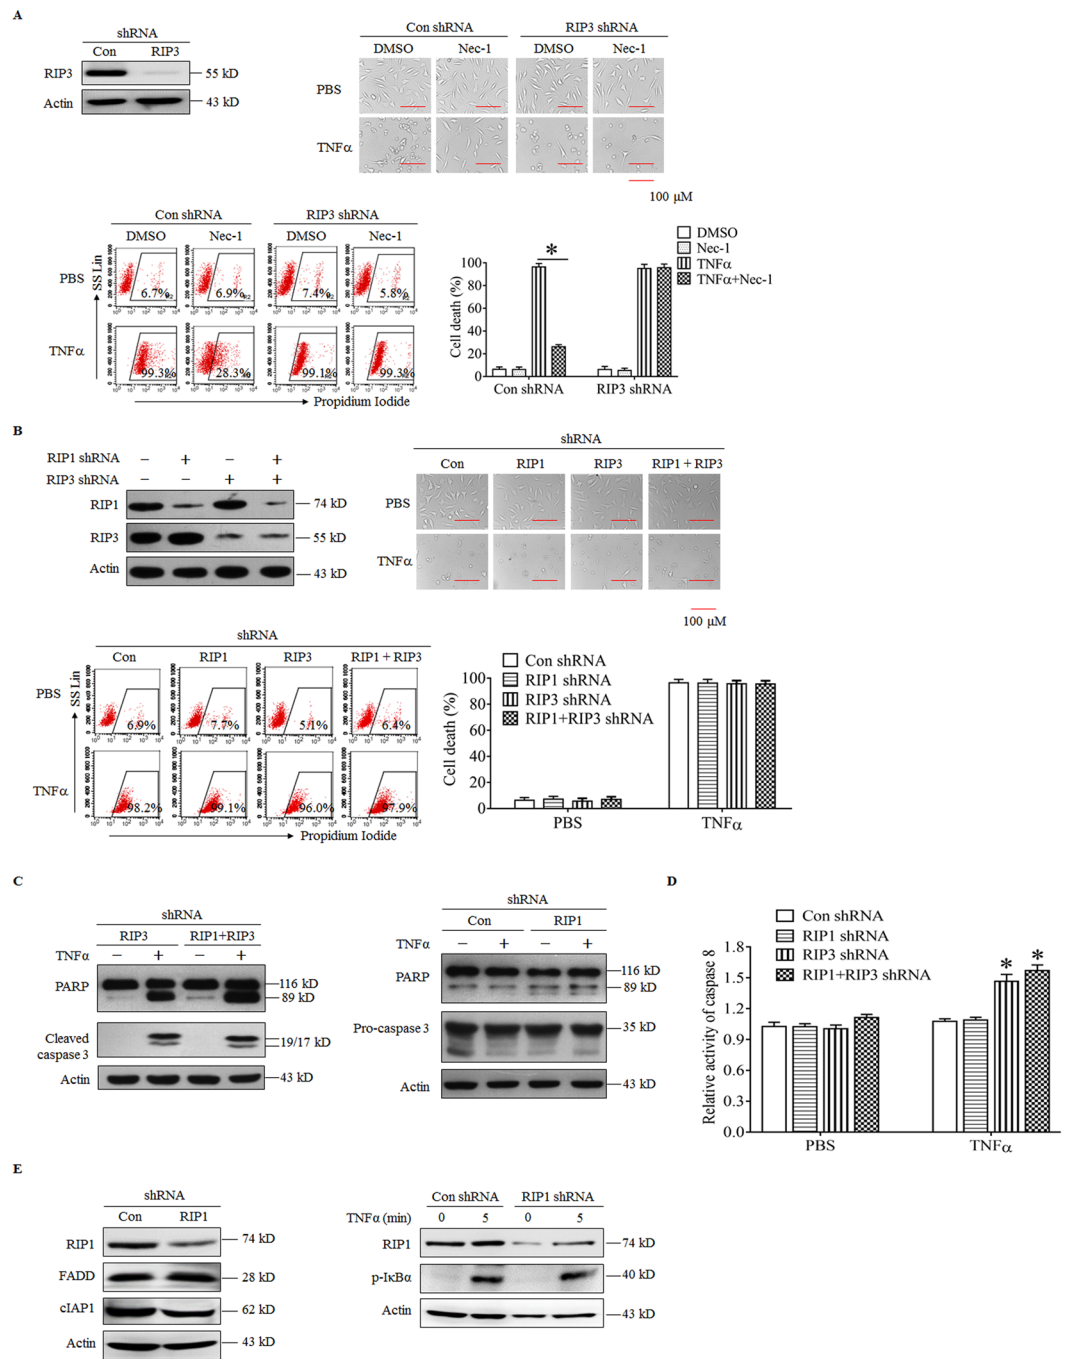 A
shRNA
Con RIP3
RIP3 55 kD
Actin 43 kD
Con shRNA RIP3 shRNA
DMSO Nec-1 DMSO Nec-1
PBS
TNFα
100 μM
Con shRNA RIP3 shRNA
DMSO Nec-1 DMSO Nec-1
SS Lin
PBS
6.7% 6.9% 7.4% 5.8%
TNFα
99.3% 28.3% 99.1% 99.3%
Propidium Iodide
DMSO
Nec-1
TNFα
TNFα+Nec-1
*
Cell death (%)
100
80
60
40
20
0
Con shRNA RIP3 shRNA
B
RIP1 shRNA – + – +
RIP3 shRNA – – + +
RIP1 74 kD
RIP3 55 kD
Actin 43 kD
shRNA
Con RIP1 RIP3 RIP1 + RIP3
PBS
TNFα
100 μM
shRNA
Con RIP1 RIP3 RIP1 + RIP3
SS Lin
PBS
6.9% 7.7% 5.1% 6.4%
TNFα
98.2% 99.1% 96.0% 97.9%
Propidium Iodide
Con shRNA
RIP1 shRNA
RIP3 shRNA
RIP1+RIP3 shRNA
Cell death (%)
100
80
60
40
20
0
PBS TNFα
C
shRNA
RIP3 RIP1+RIP3
TNFα – + – +
PARP 116 kD
89 kD
Cleaved
caspase 3
19/17 kD
Actin 43 kD
shRNA
Con RIP1
TNFα – + – +
PARP 116 kD
89 kD
Pro-caspase 3 35 kD
Actin 43 kD
D
Con shRNA
RIP1 shRNA
RIP3 shRNA
RIP1+RIP3 shRNA
* *
Relative activity of caspase 8
1.8
1.5
1.2
0.9
0.6
0.3
0.0
PBS TNFα
E
shRNA
Con RIP1
RIP1 74 kD
FADD 28 kD
cIAP1 62 kD
Actin 43 kD
Con shRNA RIP1 shRNA
TNFα (min) 0 5 0 5
RIP1 74 kD
p-IκBα 40 kD
Actin 43 kD